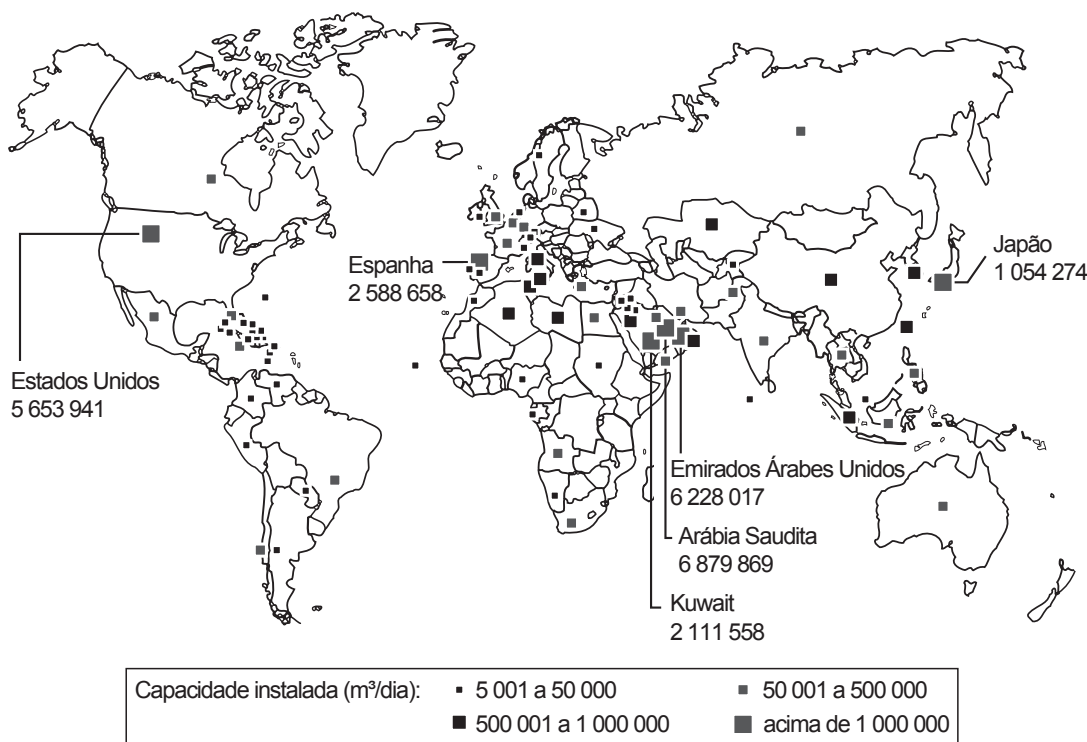 Japão
1 054 274
Espanha
2 588 658
Estados Unidos
5 653 941
Emirados Árabes Unidos
6 228 017
Arábia Saudita
6 879 869
Kuwait
2 111 558
Capacidade instalada (m³/dia):
5 001 a 50 000
50 001 a 500 000
500 001 a 1 000 000
acima de 1 000 000